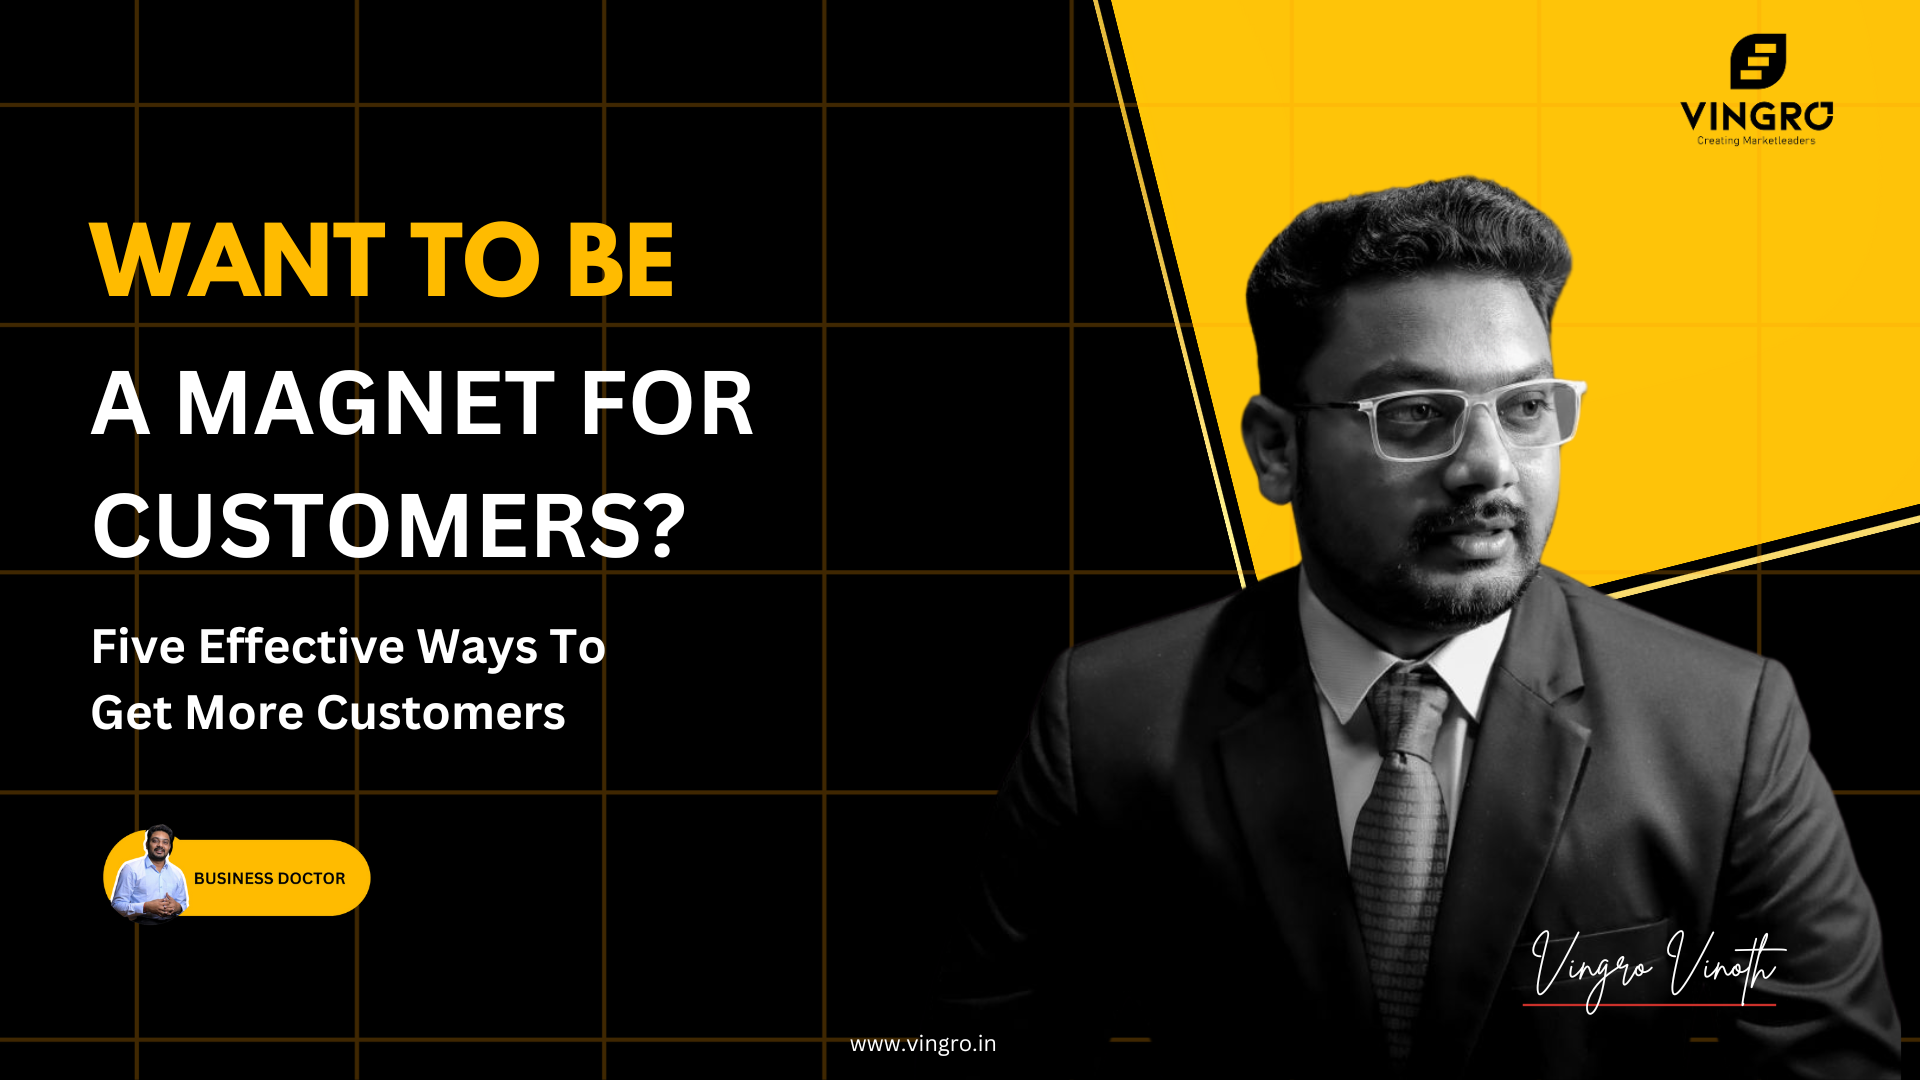 VINGRO
Creating Marketleaders
WANT TO BE
A MAGNET FOR
CUSTOMERS?
Five Effective Ways To
Get More Customers
BUSINESS DOCTOR
Vingro Vinoth
www.vingro.in